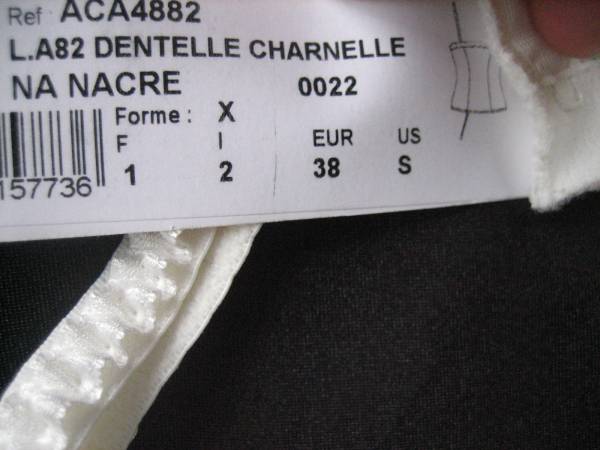 Ref ACA4882
L.A82 DENTELLE CHARNELLE
NA NACRE 0022
Forme : X
F I EUR US
1 2 38 S
157736